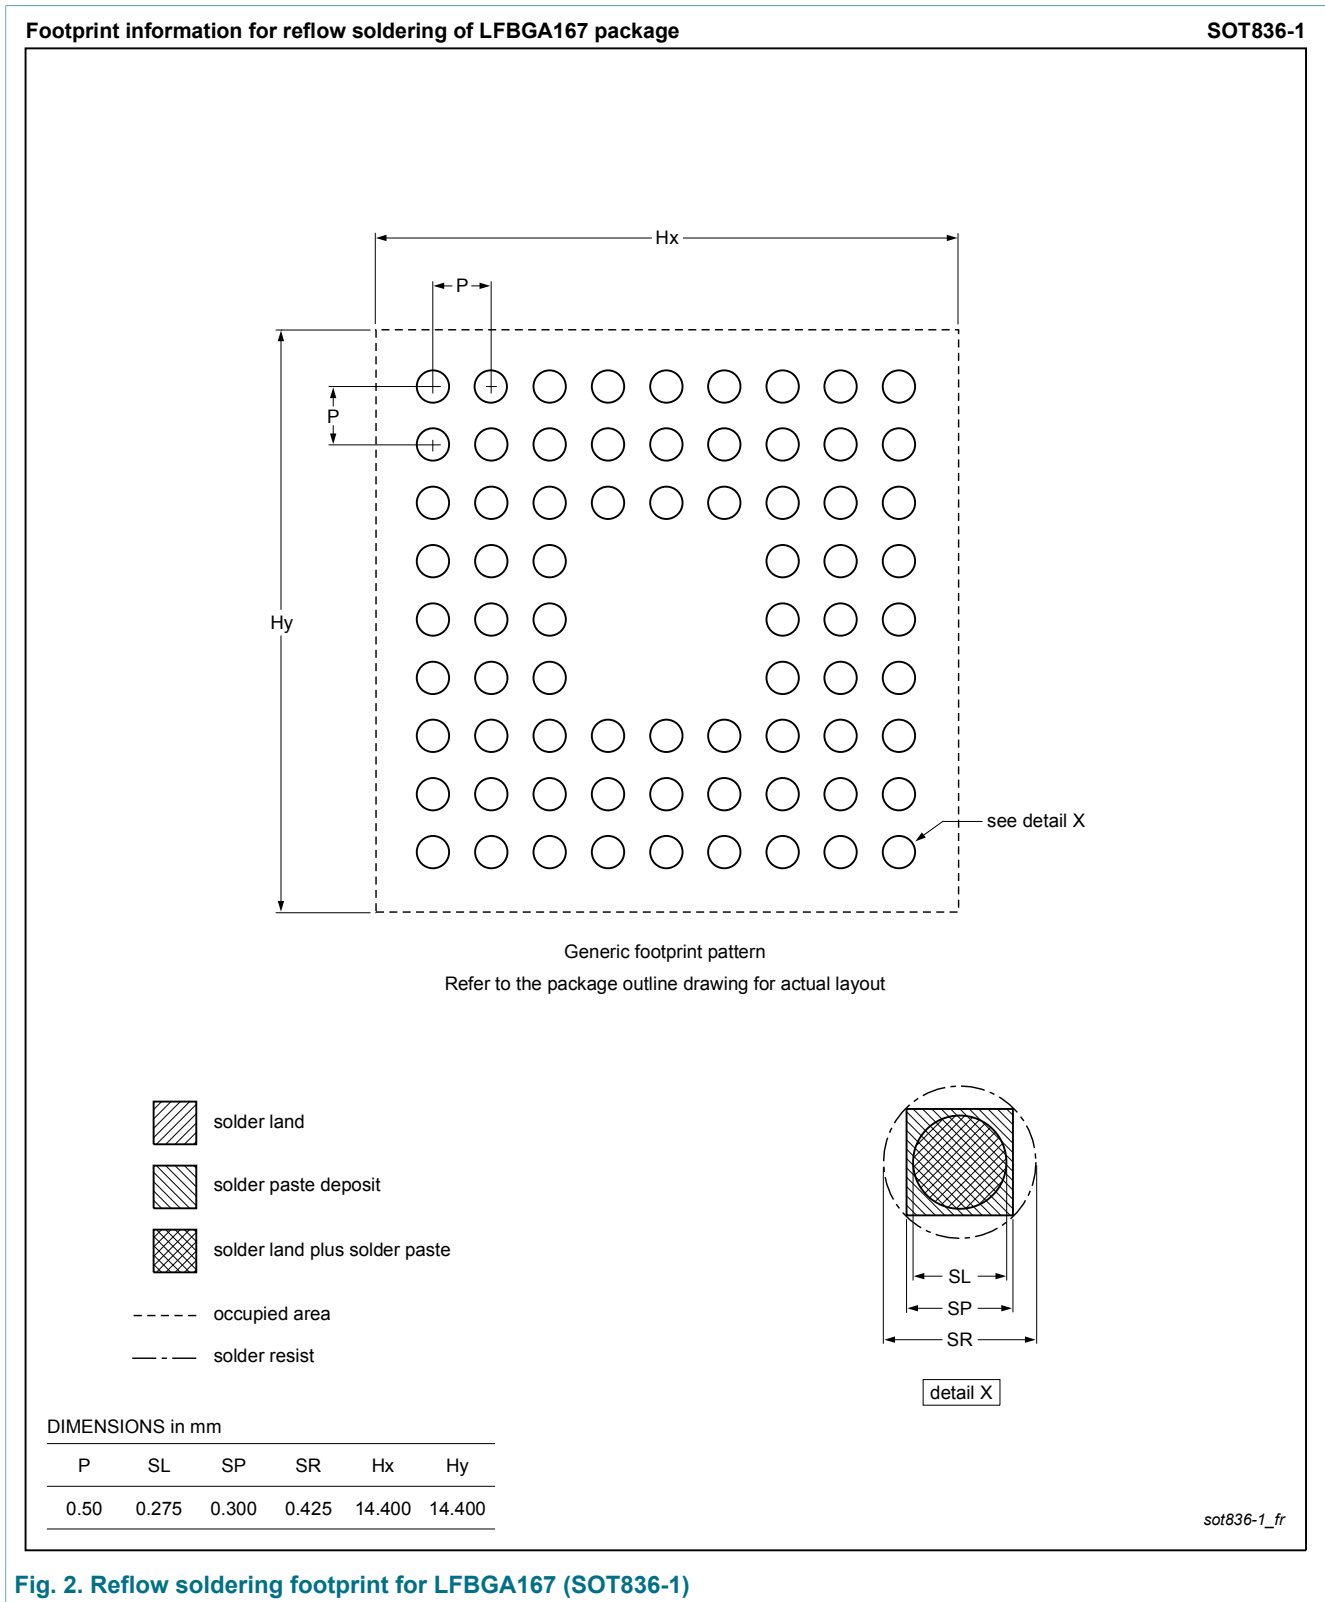 Footprint information for reflow soldering of LFBGA167 package SOT836-1
Hx
P
P
Hy
see detail X
Generic footprint pattern
Refer to the package outline drawing for actual layout
solder land
solder paste deposit
solder land plus solder paste
occupied area
solder resist
SL
SP
SR
detail X
DIMENSIONS in mm
P SL SP SR Hx Hy
0.50 0.275 0.300 0.425 14.400 14.400
sot836-1_fr
Fig. 2. Reflow soldering footprint for LFBGA167 (SOT836-1)